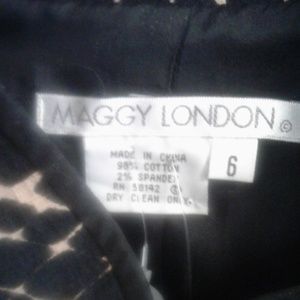 MAGGY LONDON ©
MADE IN CHINA
98% COTTON
2% SPANDEX
RN 58142
DRY CLEAN ONLY
6